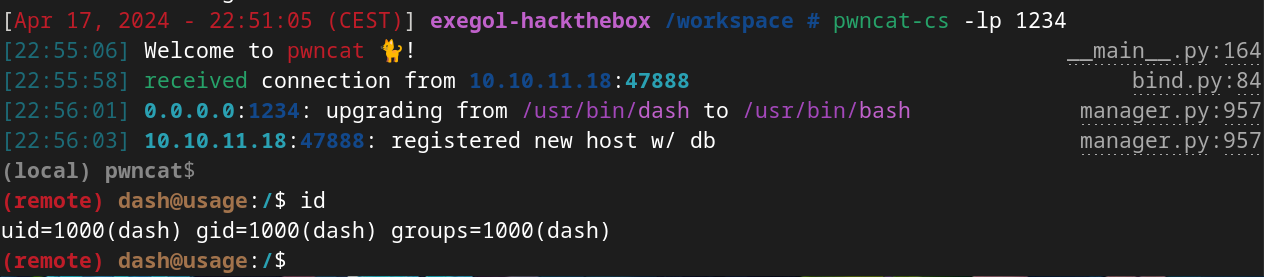 [Apr 17, 2024 - 22:51:05 (CEST)] exegol-hackthebox /workspace # pwncat-cs -lp 1234
[22:55:06] Welcome to pwncat 🐈! __main__.py:164
[22:55:58] received connection from 10.10.11.18:47888 bind.py:84
[22:56:01] 0.0.0.0:1234: upgrading from /usr/bin/dash to /usr/bin/bash manager.py:957
[22:56:03] 10.10.11.18:47888: registered new host w/ db manager.py:957
(local) pwncat$
(remote) dash@usage:/$ id
uid=1000(dash) gid=1000(dash) groups=1000(dash)
(remote) dash@usage:/$